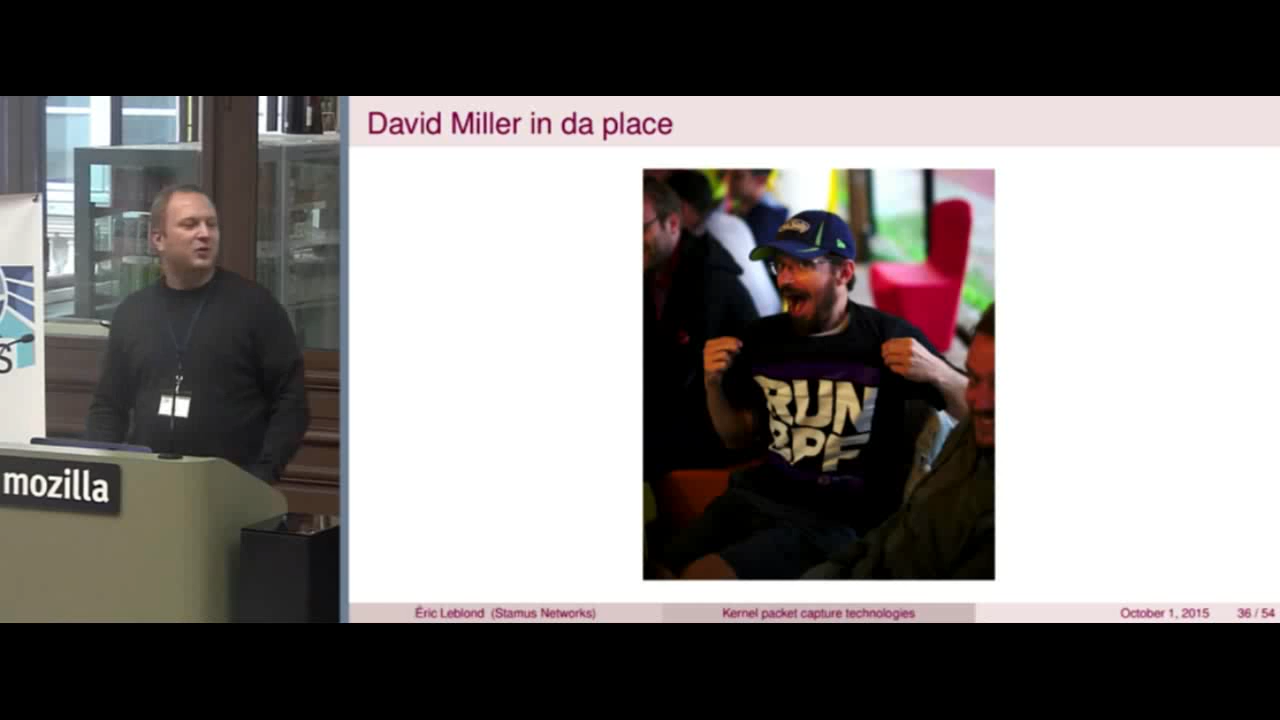 David Miller in da place
RUN
BPF
S
mozilla
Éric Leblond (Stamus Networks)
Kernel packet capture technologies
October 1, 2015
36 / 54